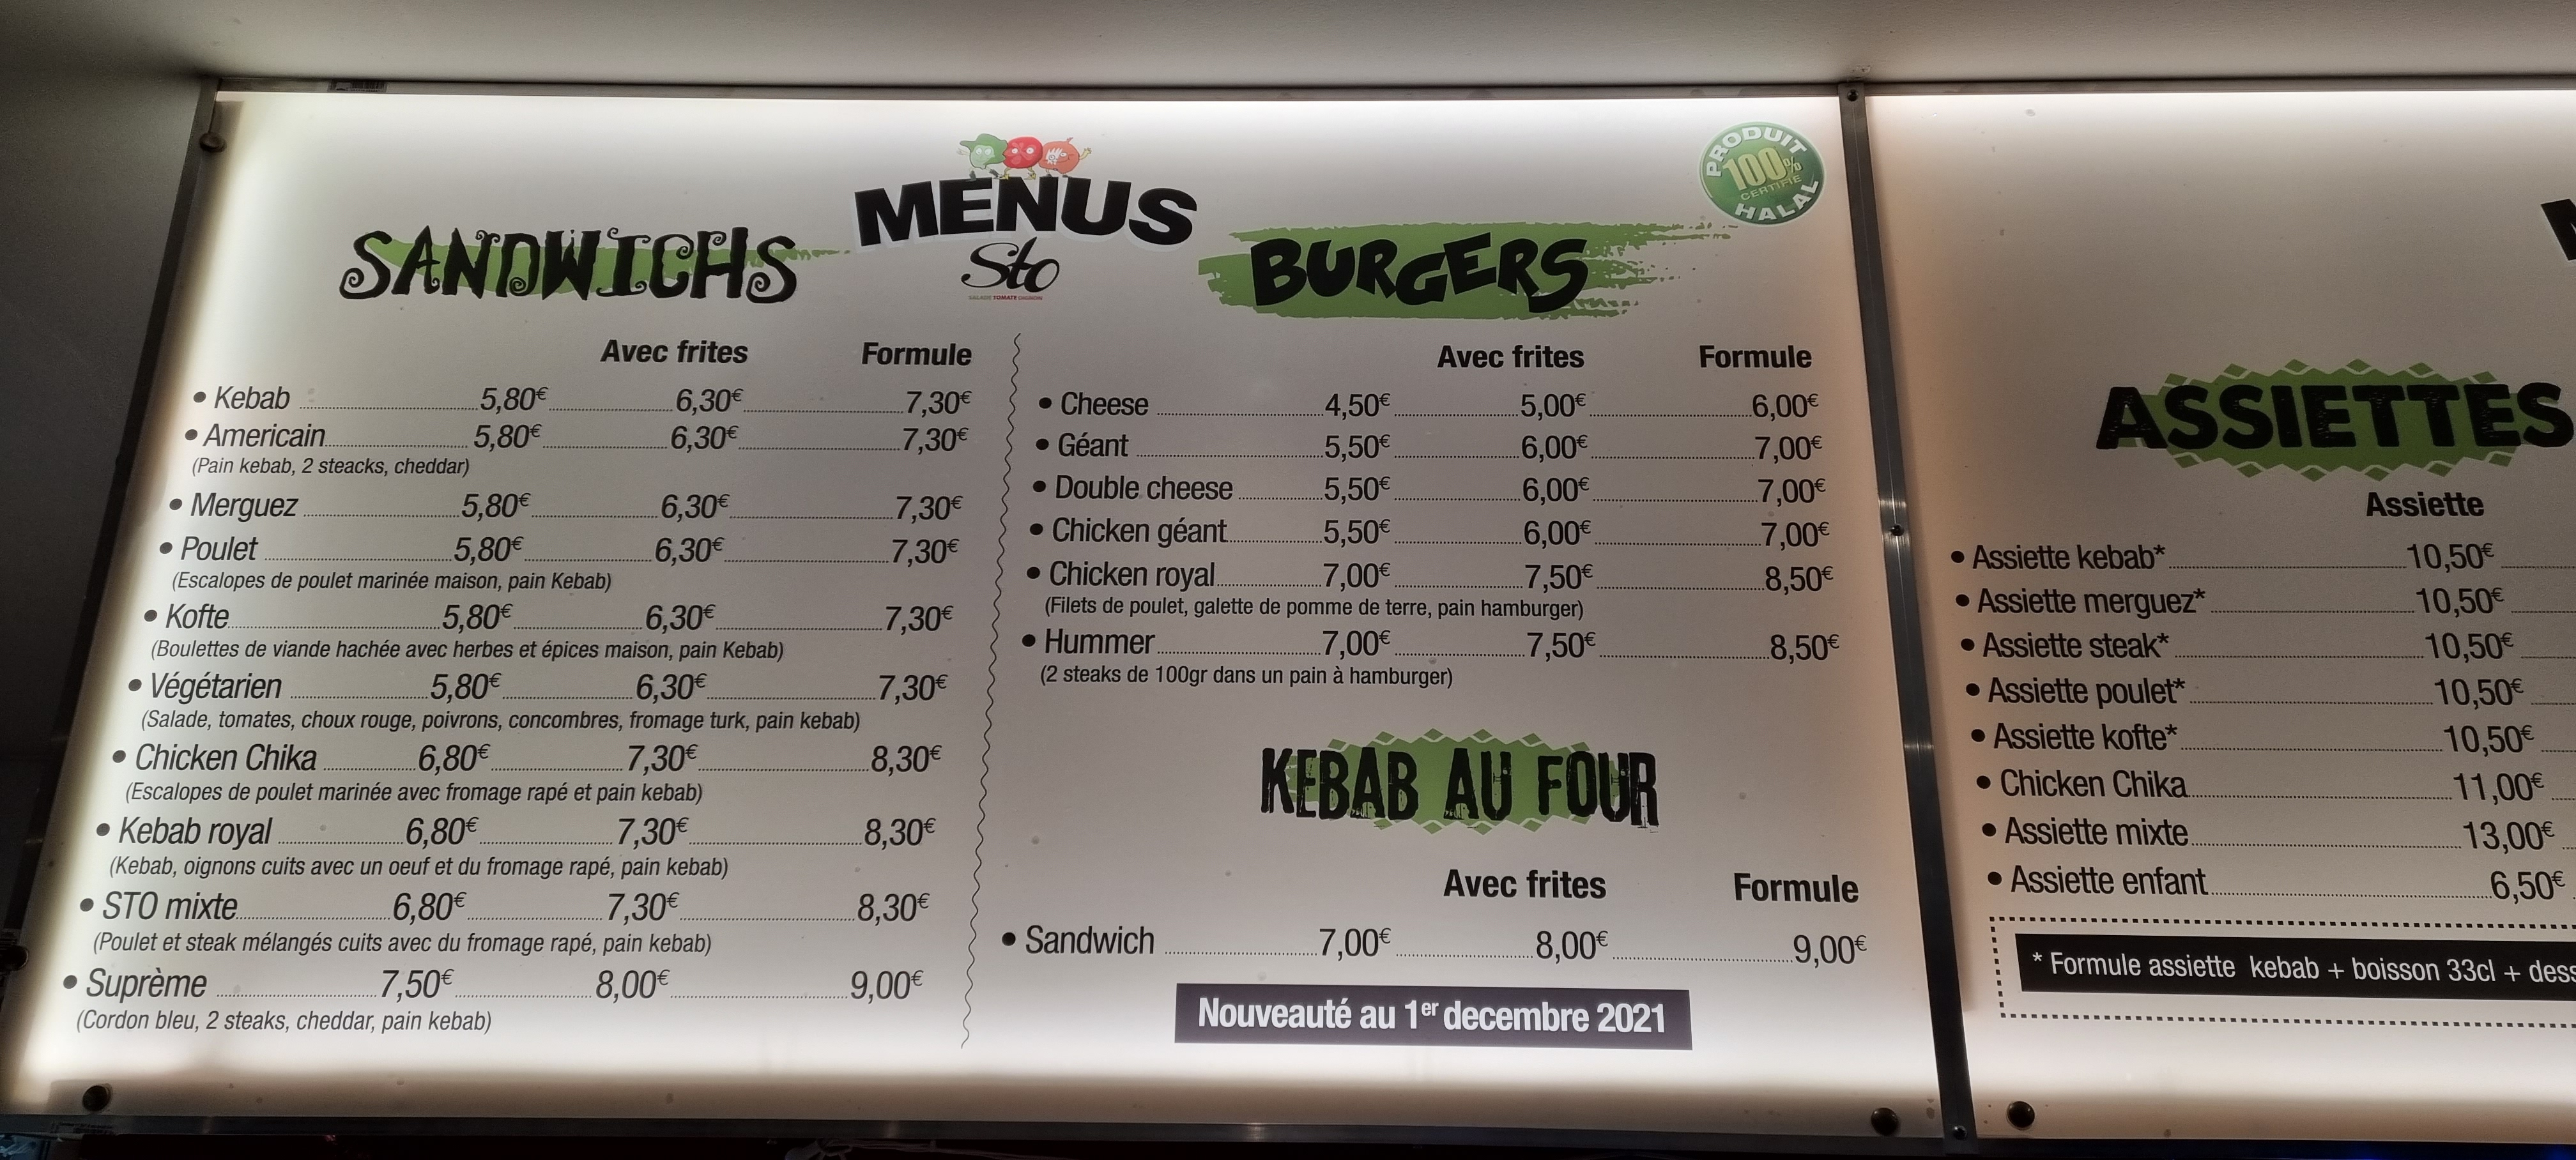 MENUS
Sto
SALADE TOMATE OIGNON
PRODUIT
100%
CERTIFIÉ
HALAL
SANDWICHS
Avec frites Formule
• Kebab 5,80€ 6,30€ 7,30€
• Americain 5,80€ 6,30€ 7,30€
(Pain kebab, 2 steacks, cheddar)
• Merguez 5,80€ 6,30€ 7,30€
• Poulet 5,80€ 6,30€ 7,30€
(Escalopes de poulet marinée maison, pain Kebab)
• Kofte 5,80€ 6,30€ 7,30€
(Boulettes de viande hachée avec herbes et épices maison, pain Kebab)
• Végétarien 5,80€ 6,30€ 7,30€
(Salade, tomates, choux rouge, poivrons, concombres, fromage turk, pain kebab)
• Chicken Chika 6,80€ 7,30€ 8,30€
(Escalopes de poulet marinée avec fromage rapé et pain kebab)
• Kebab royal 6,80€ 7,30€ 8,30€
(Kebab, oignons cuits avec un oeuf et du fromage rapé, pain kebab)
• STO mixte 6,80€ 7,30€ 8,30€
(Poulet et steak mélangés cuits avec du fromage rapé, pain kebab)
• Suprème 7,50€ 8,00€ 9,00€
(Cordon bleu, 2 steaks, cheddar, pain kebab)
BURGERS
Avec frites Formule
• Cheese 4,50€ 5,00€ 6,00€
• Géant 5,50€ 6,00€ 7,00€
• Double cheese 5,50€ 6,00€ 7,00€
• Chicken géant 5,50€ 6,00€ 7,00€
• Chicken royal 7,00€ 7,50€ 8,50€
(Filets de poulet, galette de pomme de terre, pain hamburger)
• Hummer 7,00€ 7,50€ 8,50€
(2 steaks de 100gr dans un pain à hamburger)
KEBAB AU FOUR
Avec frites Formule
• Sandwich 7,00€ 8,00€ 9,00€
Nouveauté au 1er decembre 2021
ASSIETTES
Assiette
• Assiette kebab* 10,50€
• Assiette merguez* 10,50€
• Assiette steak* 10,50€
• Assiette poulet* 10,50€
• Assiette kofte* 10,50€
• Chicken Chika 11,00€
• Assiette mixte 13,00€
• Assiette enfant 6,50€
* Formule assiette kebab + boisson 33cl + dess